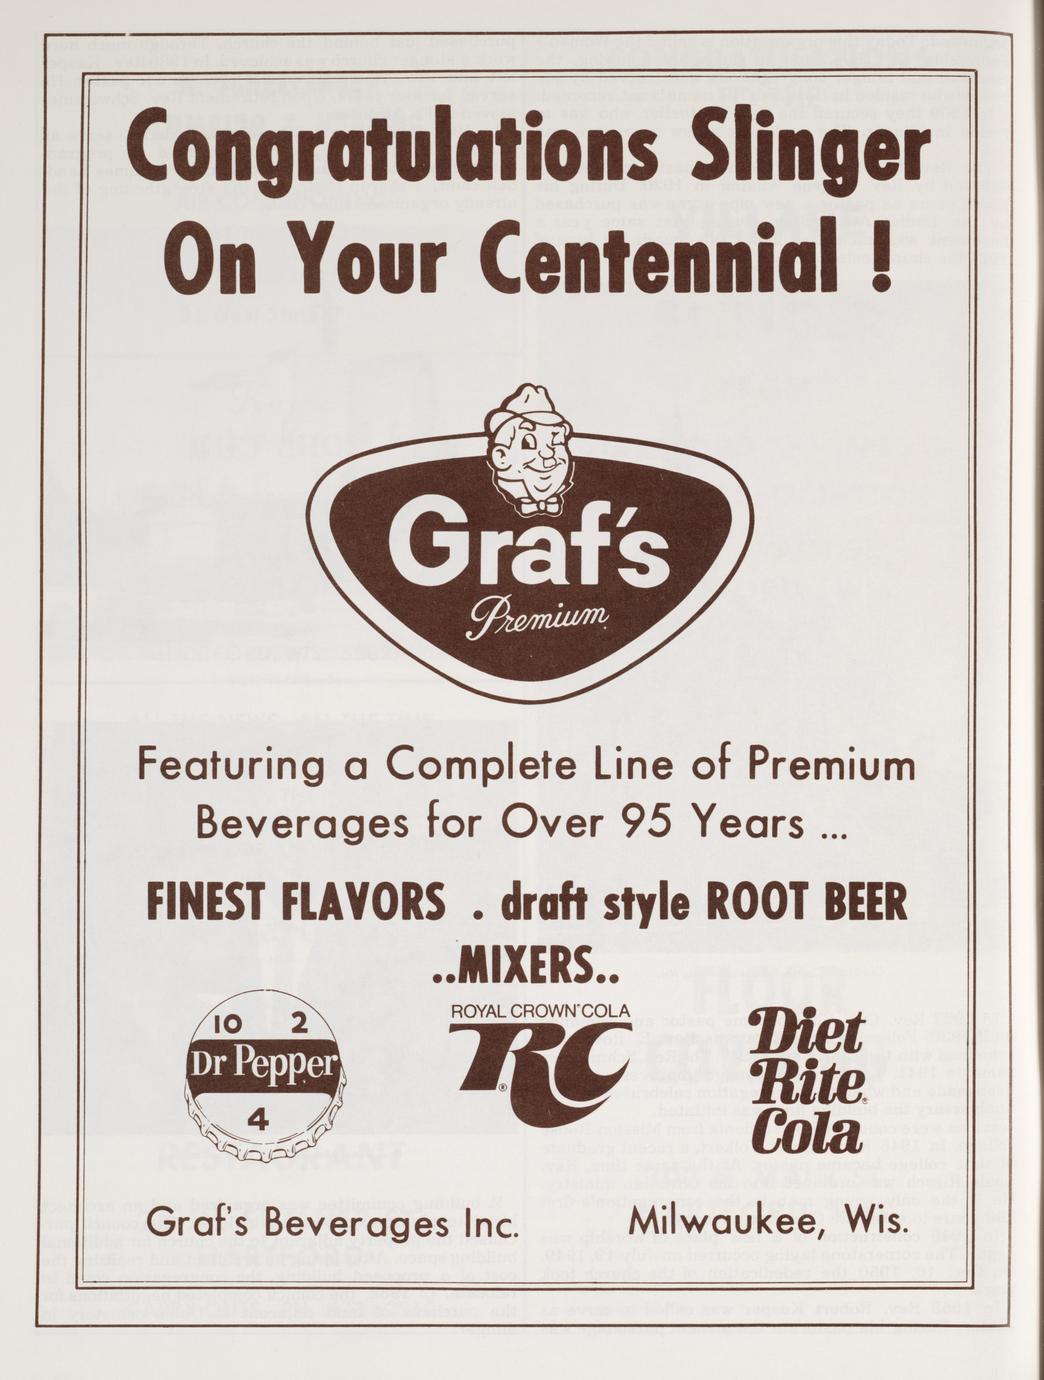 Congratulations Slinger
On Your Centennial !
Graf's
Premium
Featuring a Complete Line of Premium
Beverages for Over 95 Years ...
FINEST FLAVORS . draft style ROOT BEER
..MIXERS..
10 2
Dr Pepper
4
ROYAL CROWN COLA
RC®
Diet
Rite®
Cola
Graf's Beverages Inc. Milwaukee, Wis.